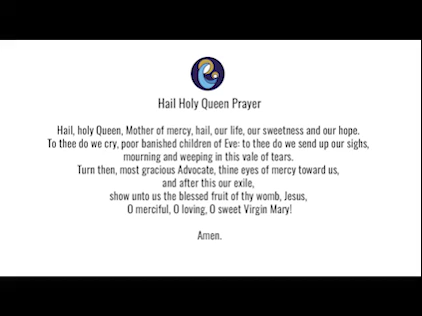 Hail Holy Queen Prayer
Hail, holy Queen, Mother of mercy, hail, our life, our sweetness and our hope.
To thee do we cry, poor banished children of Eve: to thee do we send up our sighs,
mourning and weeping in this vale of tears.
Turn then, most gracious Advocate, thine eyes of mercy toward us,
and after this our exile,
show unto us the blessed fruit of thy womb, Jesus,
O merciful, O loving, O sweet Virgin Mary!
Amen.